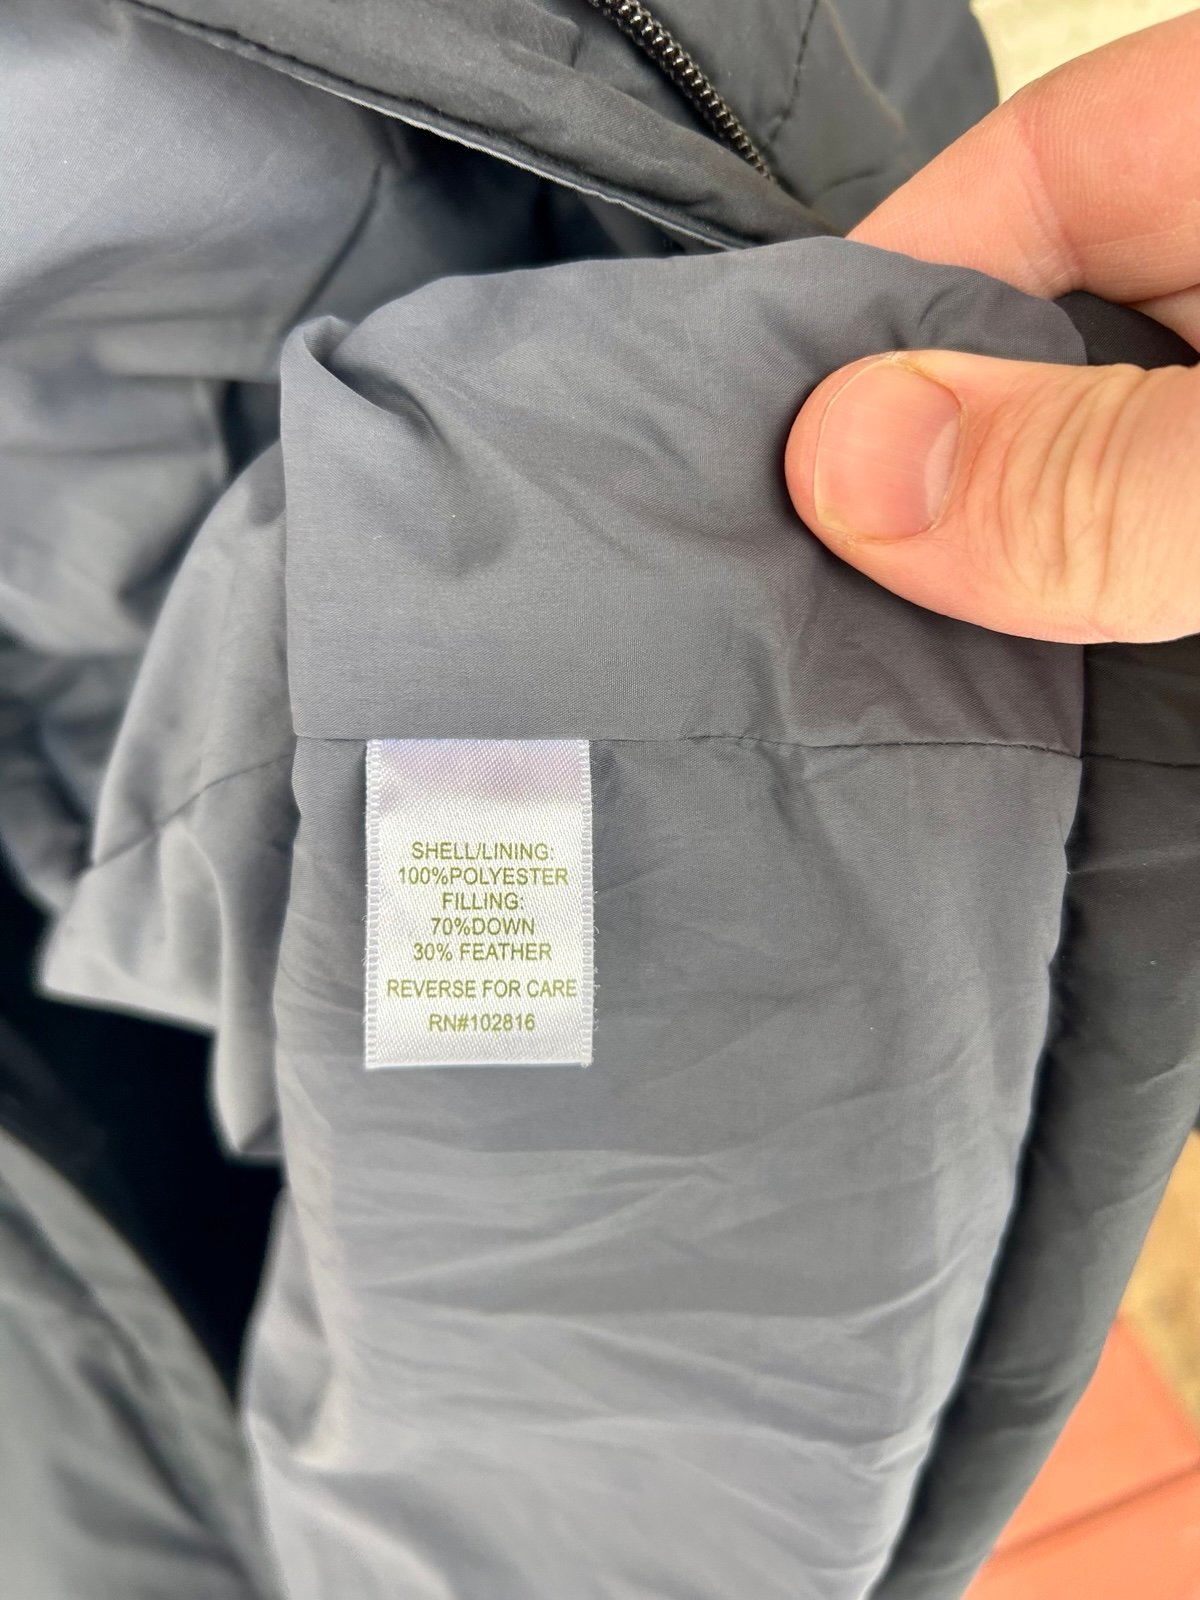 SHELL/LINING:
100%POLYESTER
FILLING:
70%DOWN
30% FEATHER
REVERSE FOR CARE
RN#102816